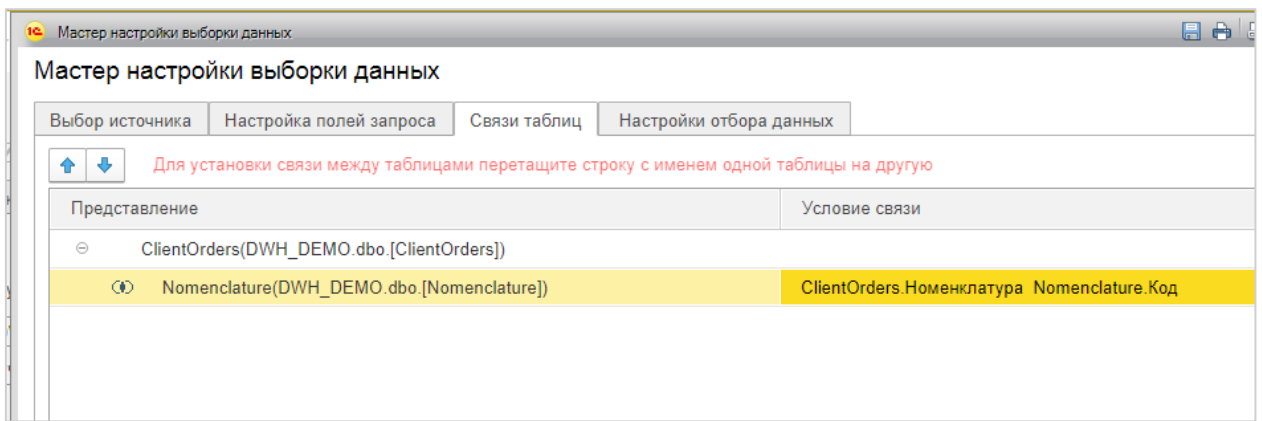 1С Мастер настройки выборки данных
Мастер настройки выборки данных
Выбор источника Настройка полей запроса Связи таблиц Настройки отбора данных
Для установки связи между таблицами перетащите строку с именем одной таблицы на другую
Представление Условие связи
ClientOrders(DWH_DEMO.dbo.[ClientOrders])
Nomenclature(DWH_DEMO.dbo.[Nomenclature]) ClientOrders.Номенклатура Nomenclature.Код